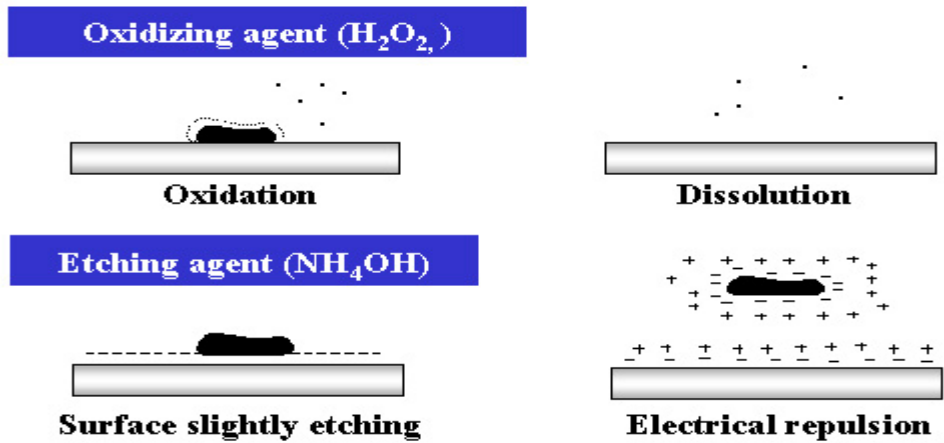 Oxidizing agent (H₂O₂,)
Oxidation
Dissolution
Etching agent (NH₄OH)
Surface slightly etching
Electrical repulsion